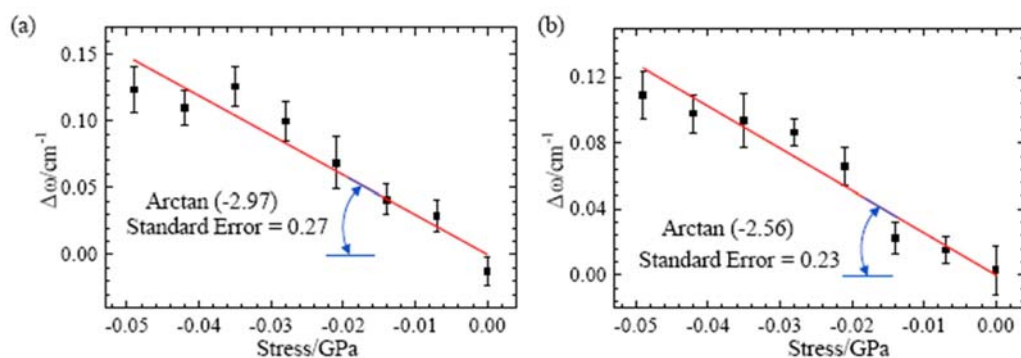 (a)
0.15
0.10
0.05
0.00
Δω/cm⁻¹
Arctan (-2.97)
Standard Error = 0.27
-0.05 -0.04 -0.03 -0.02 -0.01 0.00
Stress/GPa
(b)
0.12
0.08
0.04
0.00
Δω/cm⁻¹
Arctan (-2.56)
Standard Error = 0.23
-0.05 -0.04 -0.03 -0.02 -0.01 0.00
Stress/GPa